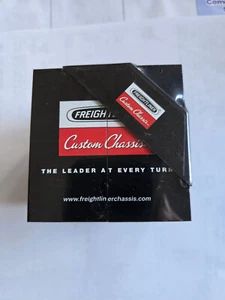 FREIGHTLINER
Custom Chassis
FREIGHTLINER
Custom Chassis
THE LEADER AT EVERY TURN
www.freightlinerchassis.com